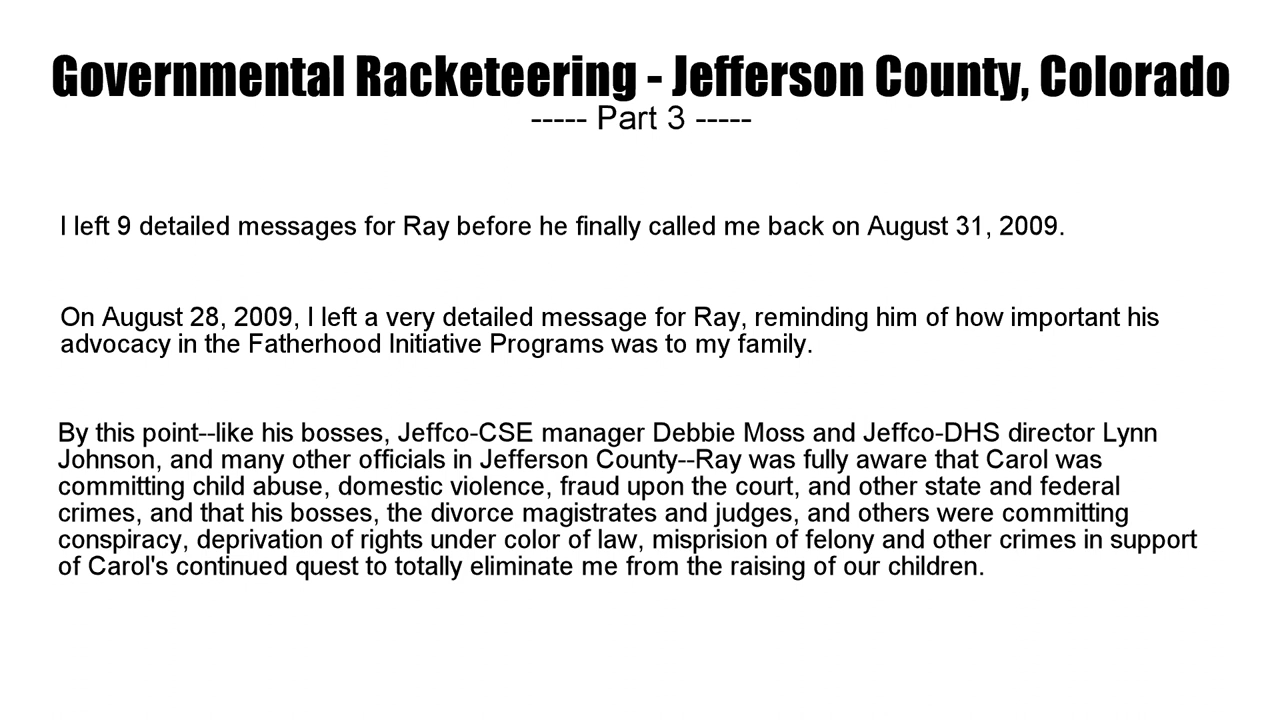 Governmental Racketeering - Jefferson County, Colorado
----- Part 3 -----
I left 9 detailed messages for Ray before he finally called me back on August 31, 2009.
On August 28, 2009, I left a very detailed message for Ray, reminding him of how important his
advocacy in the Fatherhood Initiative Programs was to my family.
By this point--like his bosses, Jeffco-CSE manager Debbie Moss and Jeffco-DHS director Lynn
Johnson, and many other officials in Jefferson County--Ray was fully aware that Carol was
committing child abuse, domestic violence, fraud upon the court, and other state and federal
crimes, and that his bosses, the divorce magistrates and judges, and others were committing
conspiracy, deprivation of rights under color of law, misprision of felony and other crimes in support
of Carol's continued quest to totally eliminate me from the raising of our children.